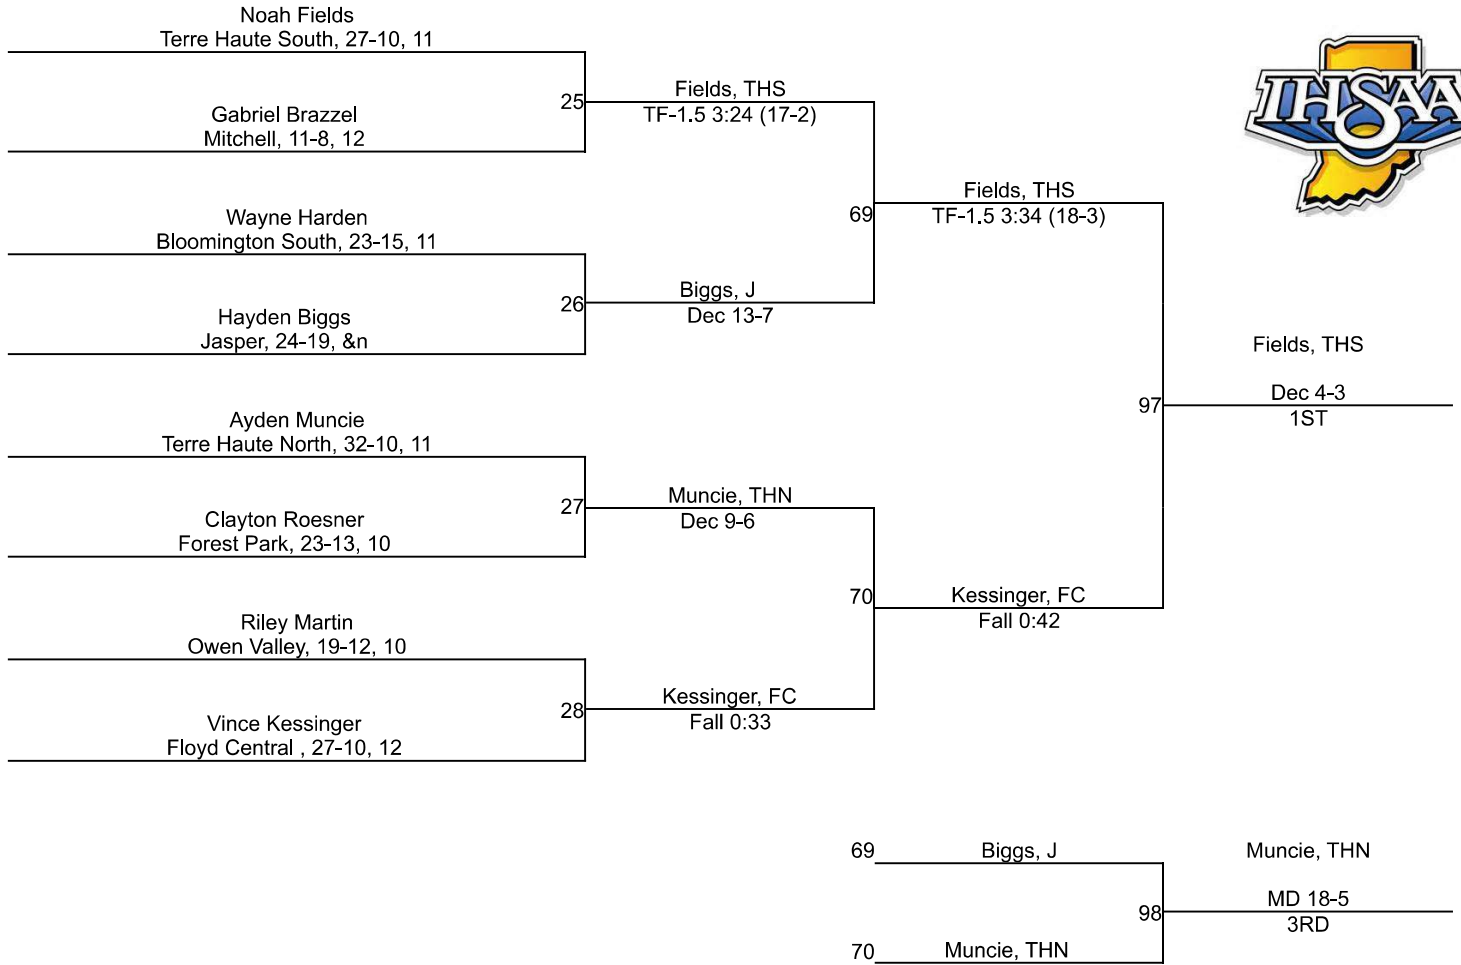 Noah Fields
Terre Haute South, 27-10, 11
25
Gabriel Brazzel
Mitchell, 11-8, 12
Fields, THS
TF-1.5 3:24 (17-2)
Wayne Harden
Bloomington South, 23-15, 11
26
Hayden Biggs
Jasper, 24-19, &n
Biggs, J
Dec 13-7
69
Fields, THS
TF-1.5 3:34 (18-3)
Ayden Muncie
Terre Haute North, 32-10, 11
27
Clayton Roesner
Forest Park, 23-13, 10
Muncie, THN
Dec 9-6
Riley Martin
Owen Valley, 19-12, 10
28
Vince Kessinger
Floyd Central , 27-10, 12
Kessinger, FC
Fall 0:33
70
Kessinger, FC
Fall 0:42
97
Fields, THS
Dec 4-3
1ST
IHSAA
69
Biggs, J
70
Muncie, THN
98
Muncie, THN
MD 18-5
3RD